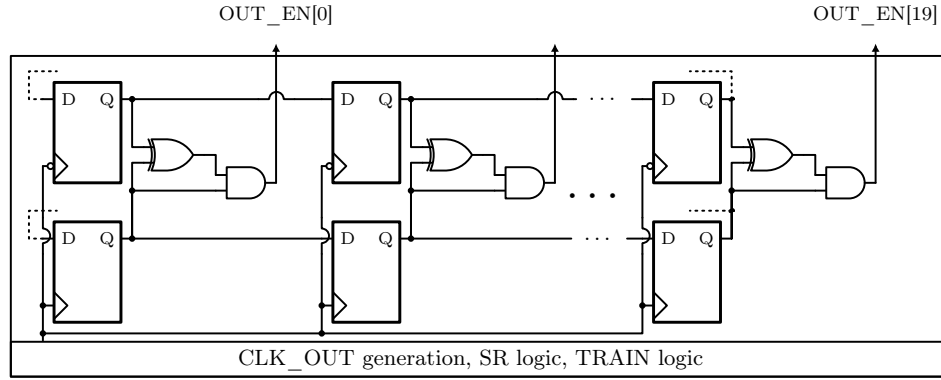 OUT_EN[0] OUT_EN[19]
D Q D Q · · · D Q
• • •
D Q D Q · · · D Q
CLK_OUT generation, SR logic, TRAIN logic